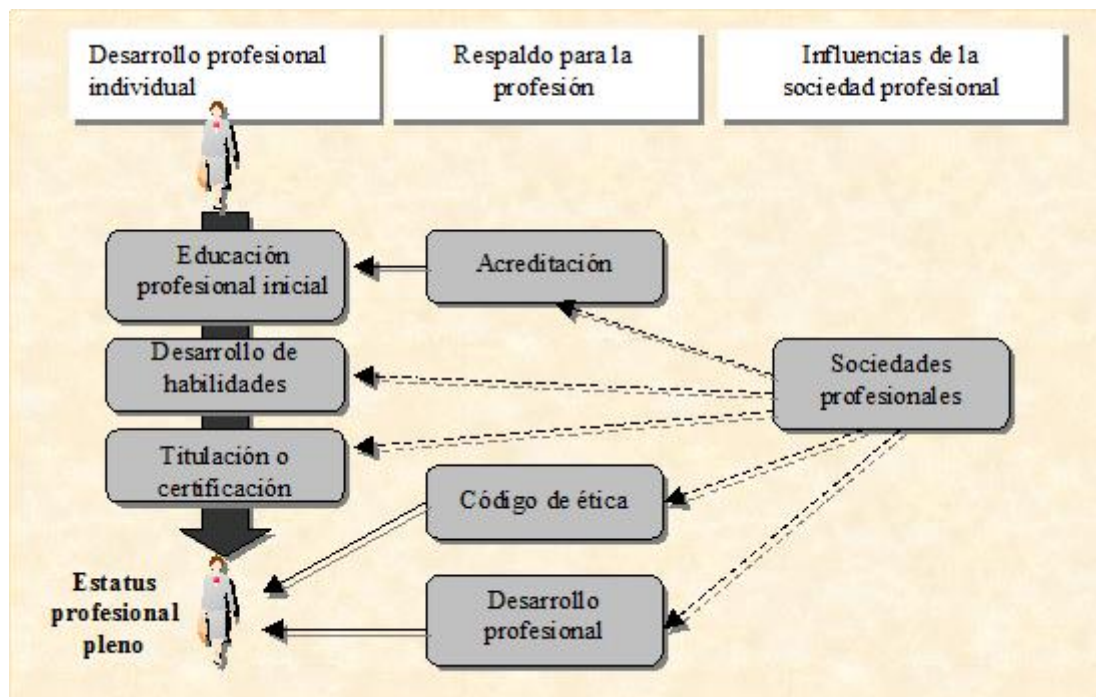 Desarrollo profesional
individual
Respaldo para la
profesión
Influencias de la
sociedad profesional
Educación
profesional inicial
Acreditación
Desarrollo de
habilidades
Sociedades
profesionales
Titulación o
certificación
Código de ética
Estatus
profesional
pleno
Desarrollo
profesional